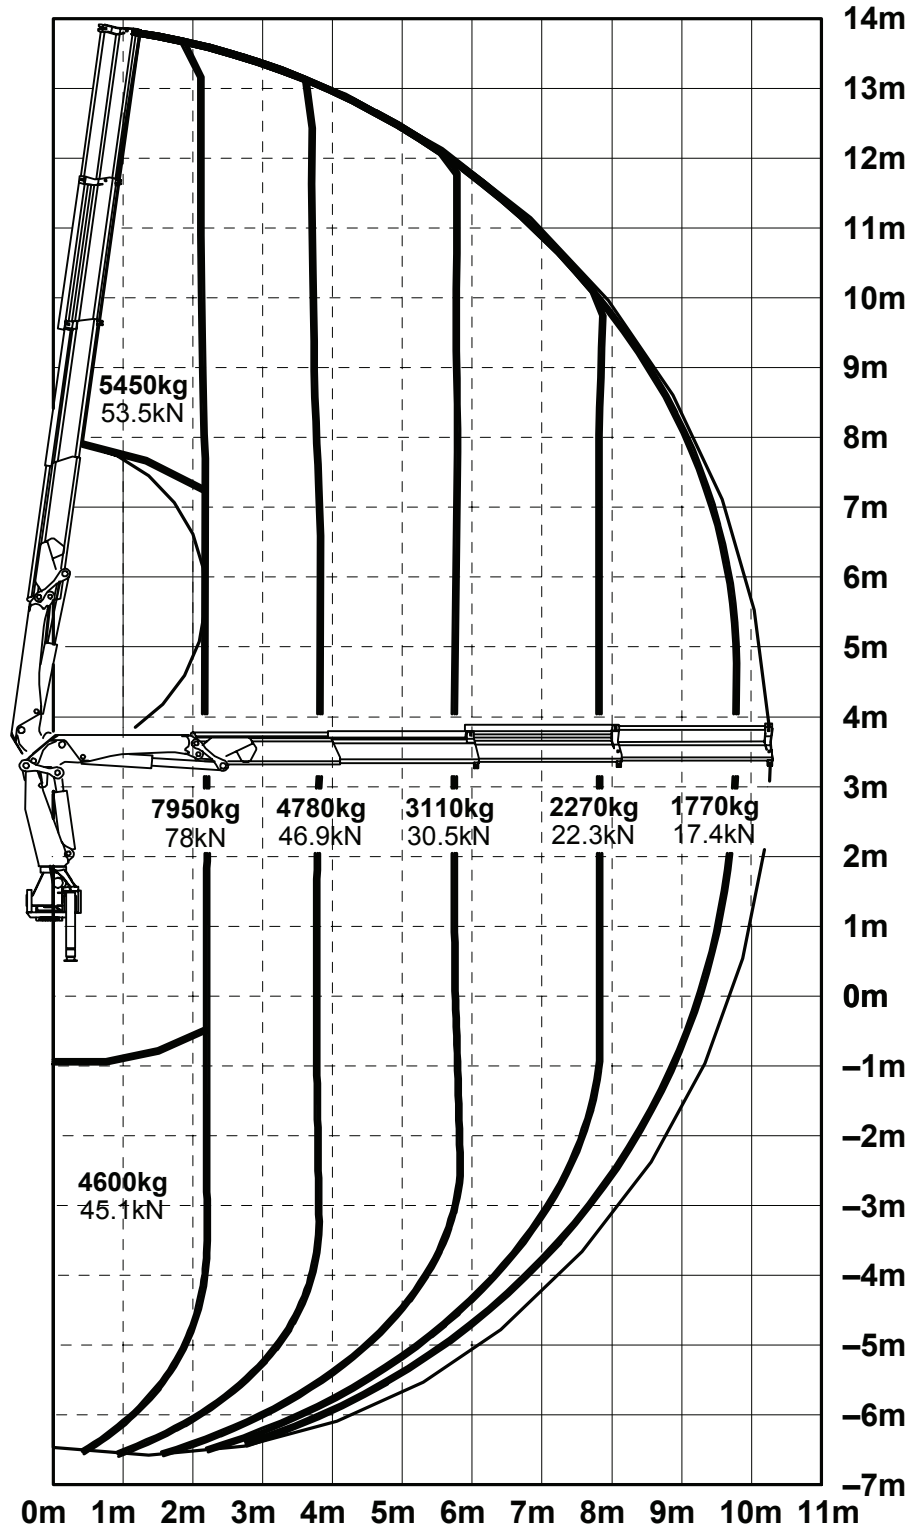 14m
13m
12m
11m
10m
9m
5450kg
53.5kN
8m
7m
6m
5m
4m
3m
7950kg 4780kg 3110kg 2270kg 1770kg
78kN 46.9kN 30.5kN 22.3kN 17.4kN
2m
1m
0m
–1m
–2m
4600kg
45.1kN
–3m
–4m
–5m
–6m
–7m
0m 1m 2m 3m 4m 5m 6m 7m 8m 9m 10m 11m